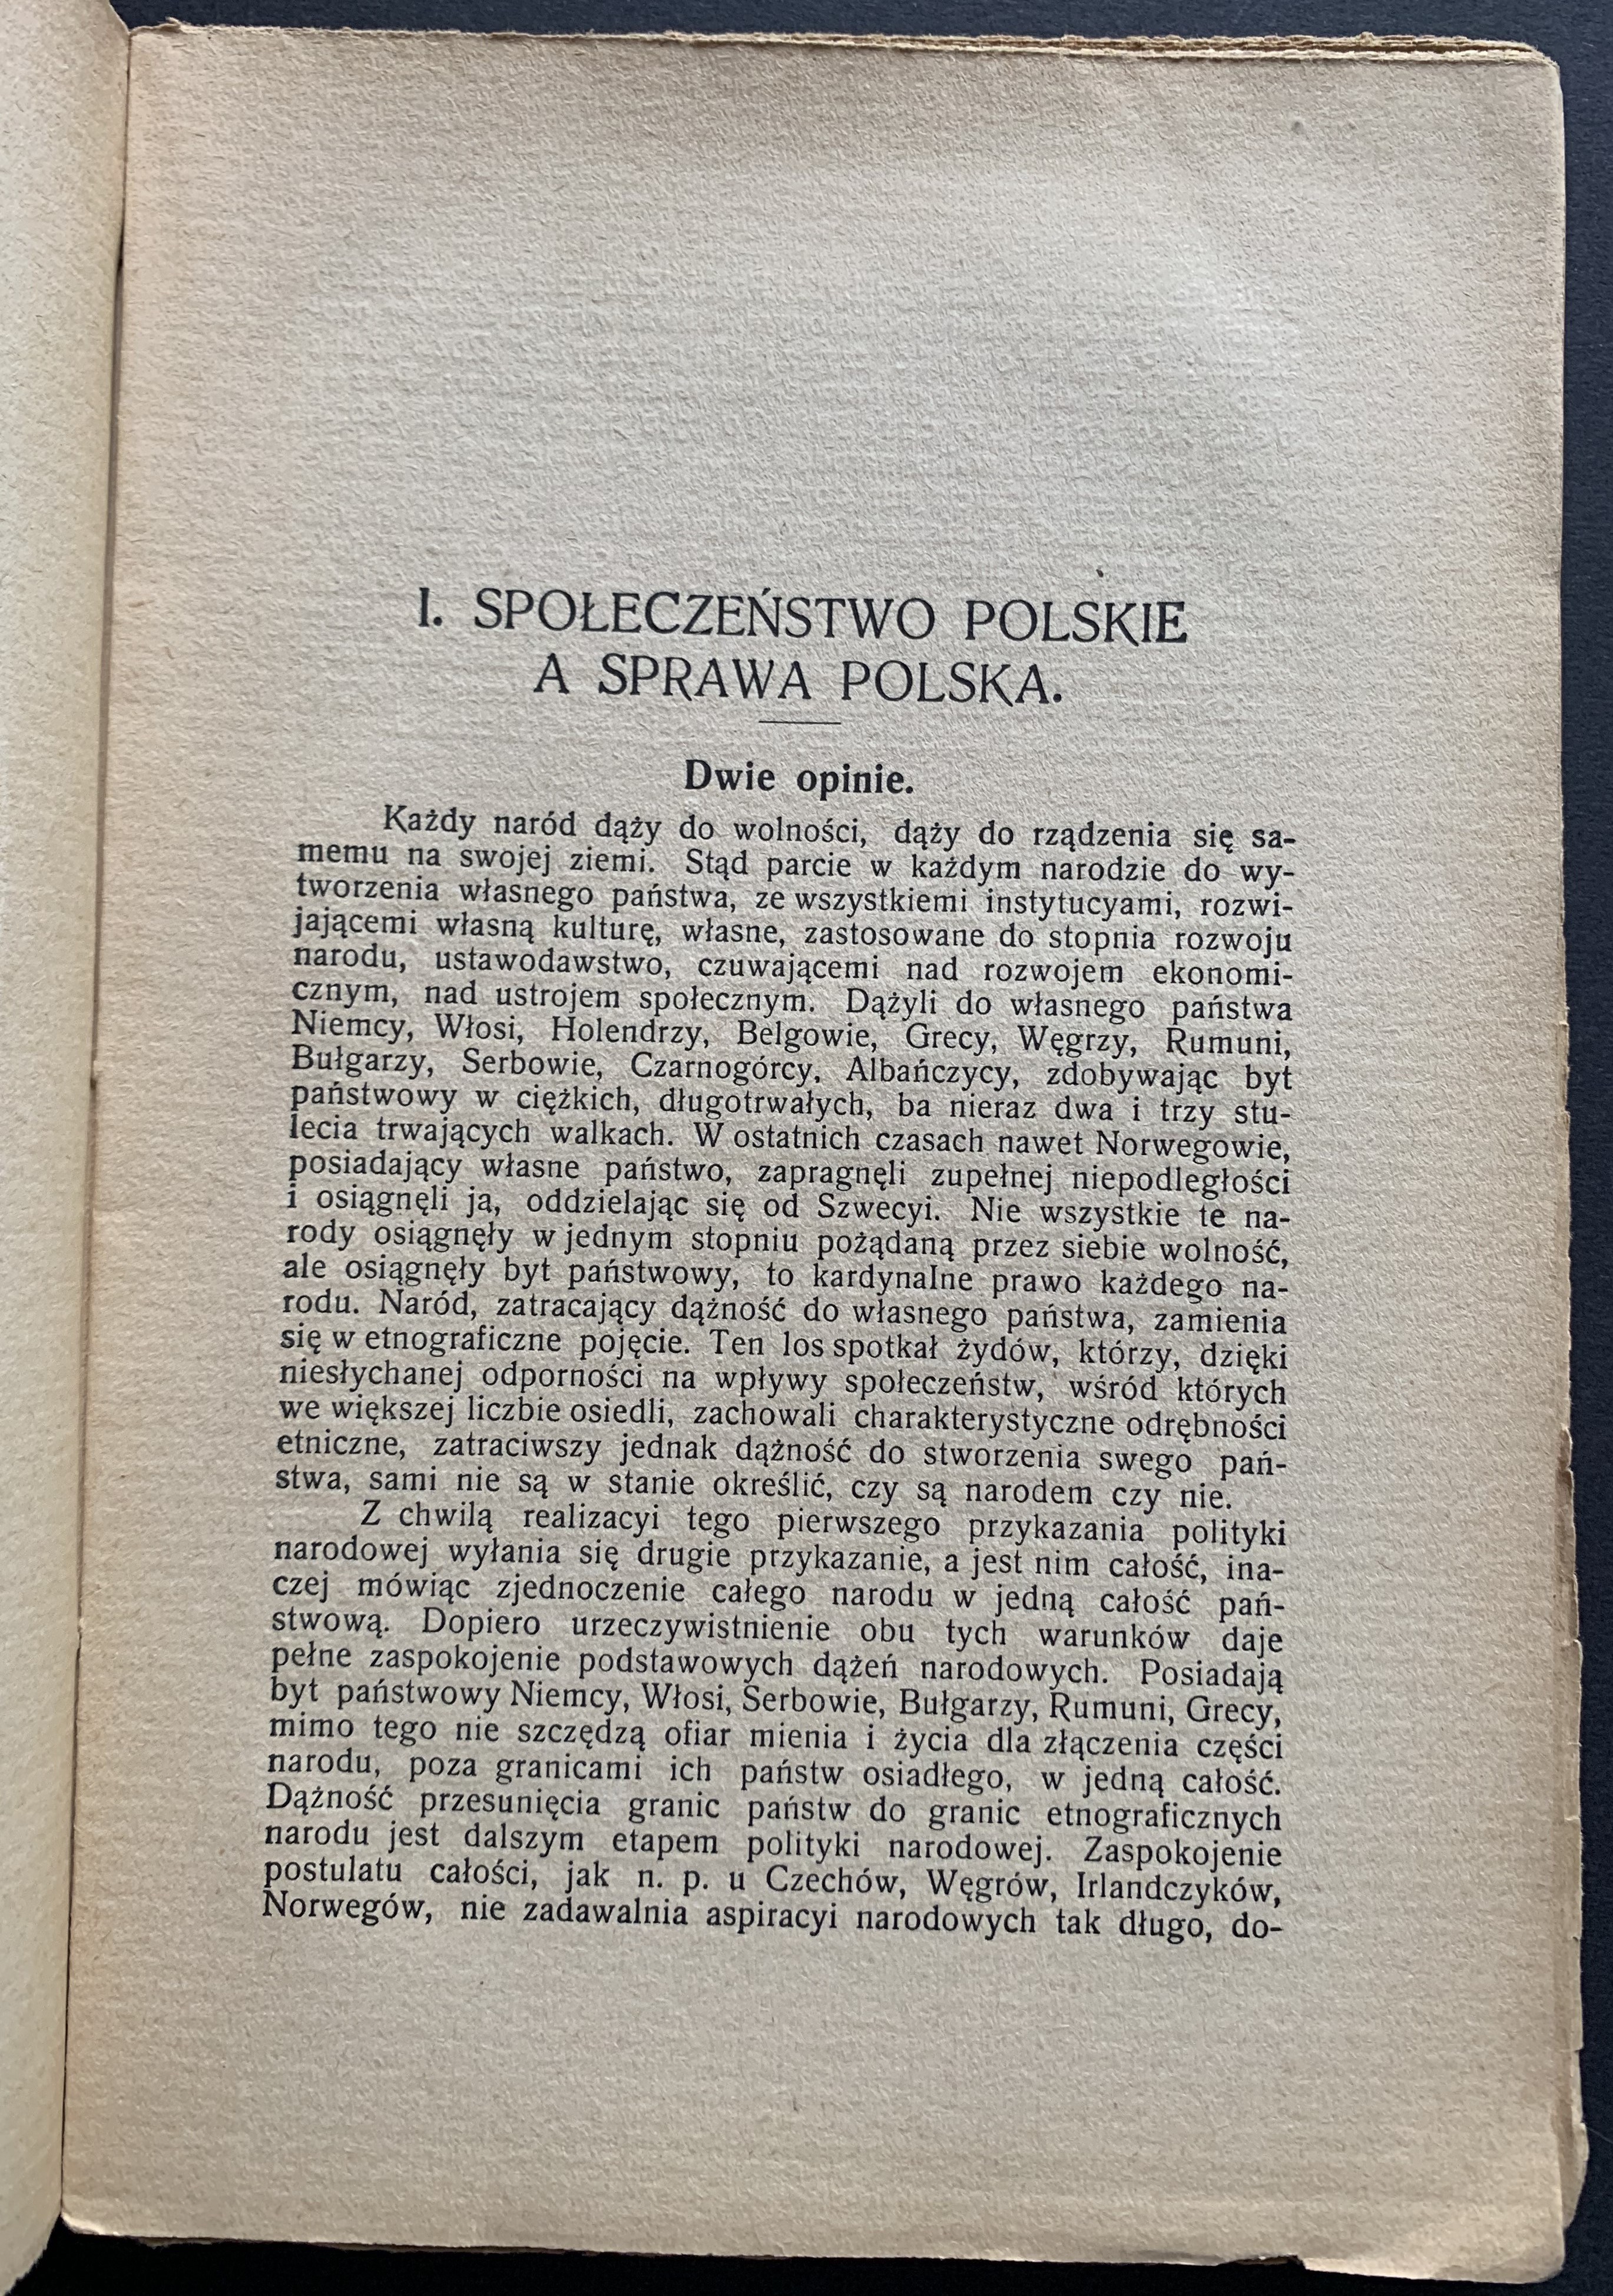 I. SPOŁECZEŃSTWO POLSKIE
A SPRAWA POLSKA.
Dwie opinie.
Każdy naród dąży do wolności, dąży do rządzenia się sa-
memu na swojej ziemi. Stąd parcie w każdym narodzie do wy-
tworzenia własnego państwa, ze wszystkiemi instytucyami, rozwi-
jającemi własną kulturę, własne, zastosowane do stopnia rozwoju
narodu, ustawodawstwo, czuwającemi nad rozwojem ekonomi-
cznym, nad ustrojem społecznym. Dążyli do własnego państwa
Niemcy, Włosi, Holendrzy, Belgowie, Grecy, Węgrzy, Rumuni,
Bułgarzy, Serbowie, Czarnogórcy, Albańczycy, zdobywając byt
państwowy w ciężkich, długotrwałych, ba nieraz dwa i trzy stu-
lecia trwających walkach. W ostatnich czasach nawet Norwegowie,
posiadający własne państwo, zapragnęli zupełnej niepodległości
i osiągnęli ja, oddzielając się od Szwecyi. Nie wszystkie te na-
rody osiągnęły w jednym stopniu pożądaną przez siebie wolność,
ale osiągnęły byt państwowy, to kardynalne prawo każdego na-
rodu. Naród, zatracający dążność do własnego państwa, zamienia
się w etnograficzne pojęcie. Ten los spotkał żydów, którzy, dzięki
niesłychanej odporności na wpływy społeczeństw, wśród których
we większej liczbie osiedli, zachowali charakterystyczne odrębności
etniczne, zatraciwszy jednak dążność do stworzenia swego pań-
stwa, sami nie są w stanie określić, czy są narodem czy nie.
Z chwilą realizacyi tego pierwszego przykazania polityki
narodowej wyłania się drugie przykazanie, a jest nim całość, ina-
czej mówiąc zjednoczenie całego narodu w jedną całość pań-
stwową. Dopiero urzeczywistnienie obu tych warunków daje
pełne zaspokojenie podstawowych dążeń narodowych. Posiadają
byt państwowy Niemcy, Włosi, Serbowie, Bułgarzy, Rumuni, Grecy,
mimo tego nie szczędzą ofiar mienia i życia dla złączenia części
narodu, poza granicami ich państw osiadłego, w jedną całość.
Dążność przesunięcia granic państw do granic etnograficznych
narodu jest dalszym etapem polityki narodowej. Zaspokojenie
postulatu całości, jak n. p. u Czechów, Węgrów, Irlandczyków,
Norwegów, nie zadawalnia aspiracyi narodowych tak długo, do-